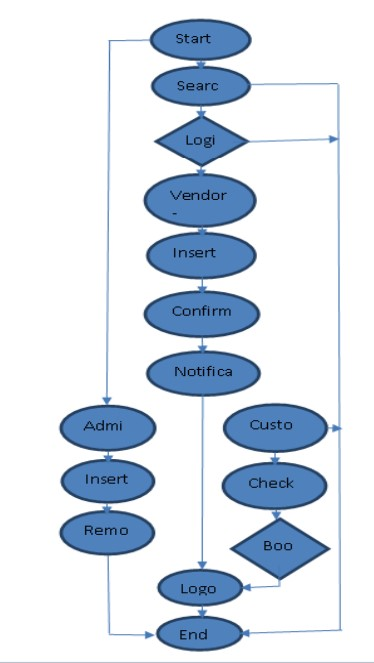 Start
Searc
Logi
Vendor
-
Insert
Confirm
Notifica
Admi
Custo
Insert
Check
Remo
Boo
Logo
End